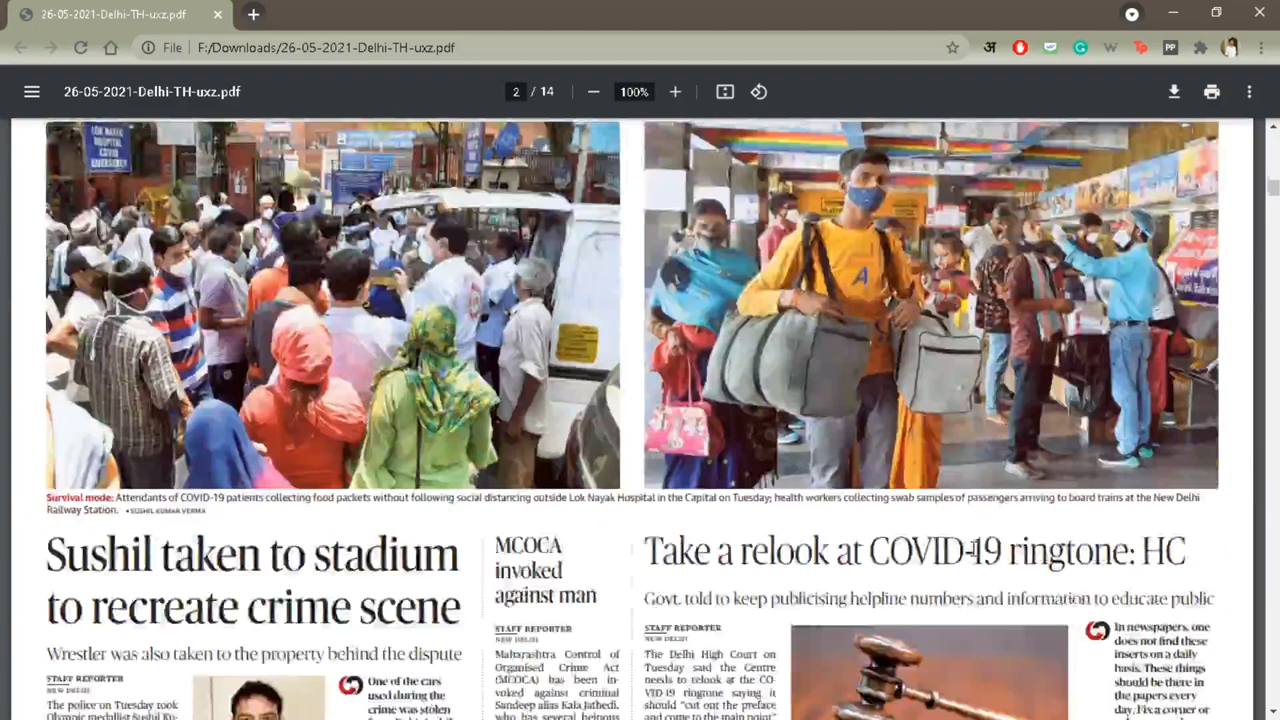 26-05-2021-Delhi-TH-uxz.pdf
File F:/Downloads/26-05-2021-Delhi-TH-uxz.pdf
अ W Tp PP
26-05-2021-Delhi-TH-uxz.pdf 2 / 14 100%
LOK NAYAK
HOSPITAL
COVID
A
Survival mode: Attendants of COVID-19 patients collecting food packets without following social distancing outside Lok Nayak Hospital in the Capital on Tuesday; health workers collecting swab samples of passengers arriving to board trains at the New Delhi
Railway Station. • SUSHIL KUMAR VERMA
Sushil taken to stadium
to recreate crime scene
Wrestler was also taken to the property behind the dispute
STAFF REPORTER
NEW DELHI
The police on Tuesday took
Olympic medallist Sushil Ku-
One of the cars
used during the
crime was stolen
MCOCA
invoked
against man
STAFF REPORTER
NEW DELHI
Maharashtra Control of
Organised Crime Act
(MCOCA) has been in-
voked against criminal
Sandeep alias Kala Jathedi,
who has several heinous
Take a relook at COVID-19 ringtone: HC
Govt. told to keep publicising helpline numbers and information to educate public
STAFF REPORTER
NEW DELHI
The Delhi High Court on
Tuesday said the Centre
needs to relook at the CO-
VID-19 ringtone saying it
should "cut out the preface
and come to the main point"
In newspapers, one
does not find these
inserts on a daily
basis. These things
should be there in
the papers every
day. Fix a corner or